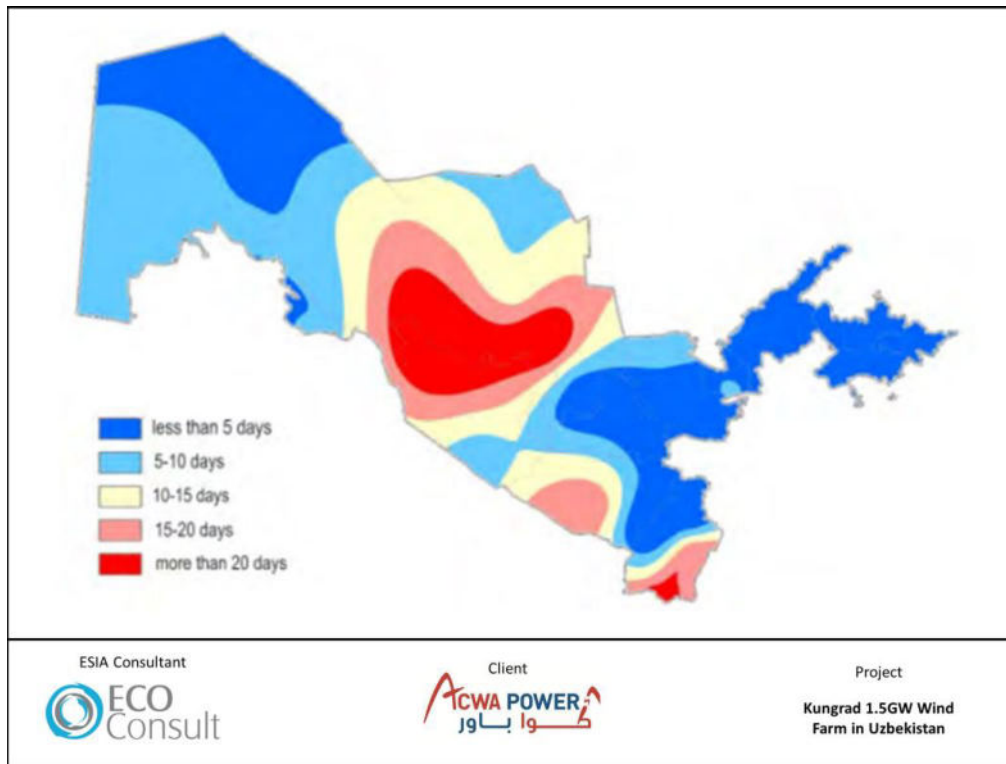 less than 5 days
5-10 days
10-15 days
15-20 days
more than 20 days
ESIA Consultant
ECO
Consult
Client
ACWA POWER
أكوا باور
Project
Kungrad 1.5GW Wind
Farm in Uzbekistan